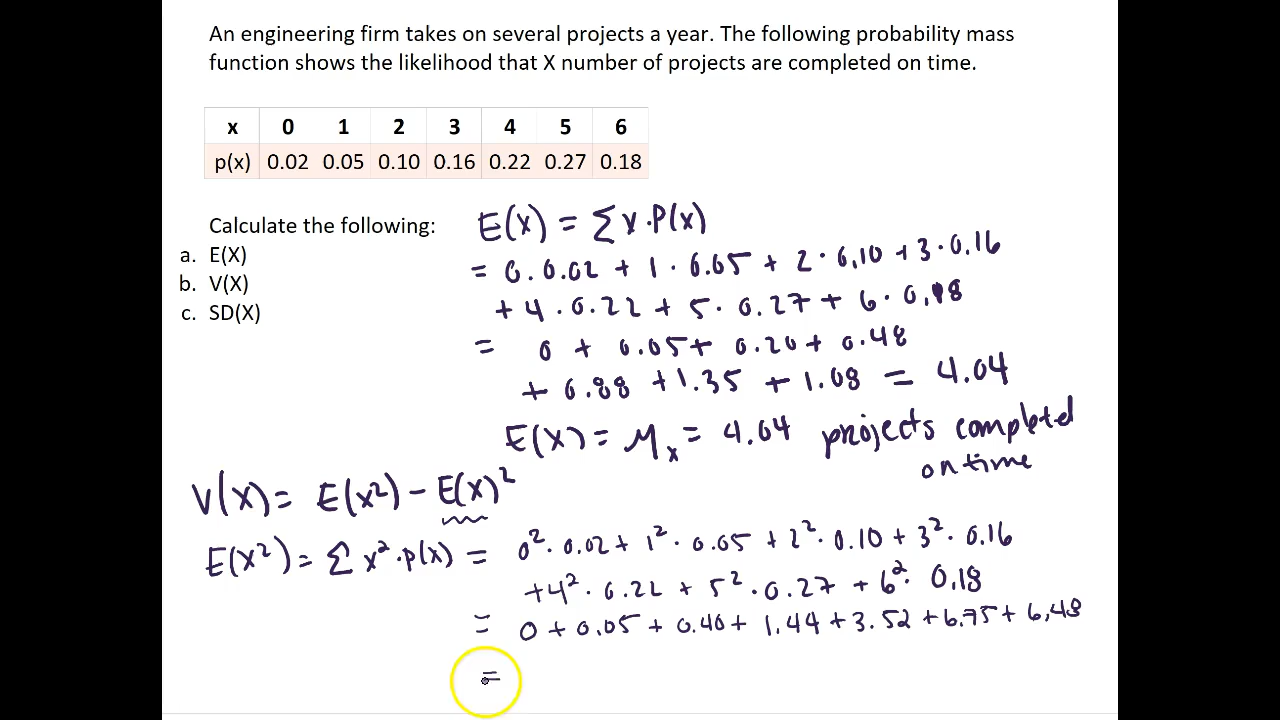 An engineering firm takes on several projects a year. The following probability mass
function shows the likelihood that X number of projects are completed on time.
x 0 1 2 3 4 5 6
p(x) 0.02 0.05 0.10 0.16 0.22 0.27 0.18
Calculate the following:
a. E(X)
b. V(X)
c. SD(X)
E(X) = Σ x·P(x)
= 0·0.02 + 1·0.05 + 2·0.10 + 3·0.16
+ 4·0.22 + 5·0.27 + 6·0.18
= 0 + 0.05 + 0.20 + 0.48
+ 0.88 + 1.35 + 1.08 = 4.04
E(X) = μₓ = 4.04 projects completed
on time
V(X) = E(x²) - E(X)²
E(x²) = Σ x²·p(x) = 0²·0.02 + 1²·0.05 + 2²·0.10 + 3²·0.16
+ 4²·0.22 + 5²·0.27 + 6²·0.18
= 0 + 0.05 + 0.40 + 1.44 + 3.52 + 6.75 + 6.48
=